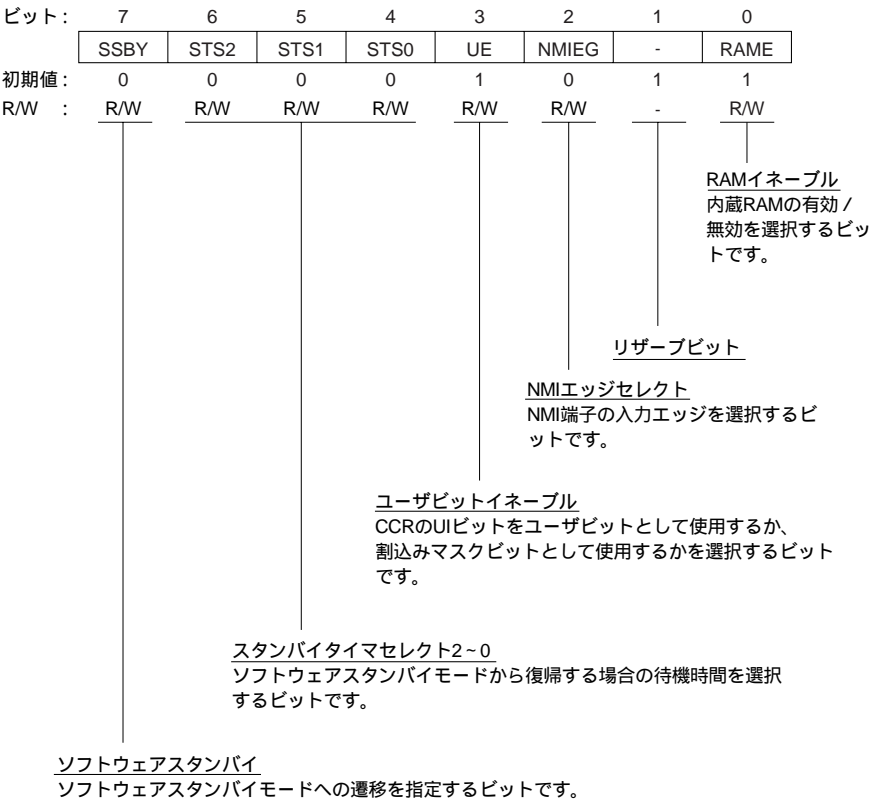 ビット： 7 6 5 4 3 2 1 0
SSBY STS2 STS1 STS0 UE NMIEG - RAME
初期値： 0 0 0 0 1 0 1 1
R/W ： R/W R/W R/W R/W R/W R/W - R/W
RAMイネーブル
内蔵RAMの有効／
無効を選択するビッ
トです。
リザーブビット
NMIエッジセレクト
NMI端子の入力エッジを選択するビ
ットです。
ユーザビットイネーブル
CCRのUIビットをユーザビットとして使用するか、
割込みマスクビットとして使用するかを選択するビット
です。
スタンバイタイマセレクト2~0
ソフトウェアスタンバイモードから復帰する場合の待機時間を選択
するビットです。
ソフトウェアスタンバイ
ソフトウェアスタンバイモードへの遷移を指定するビットです。